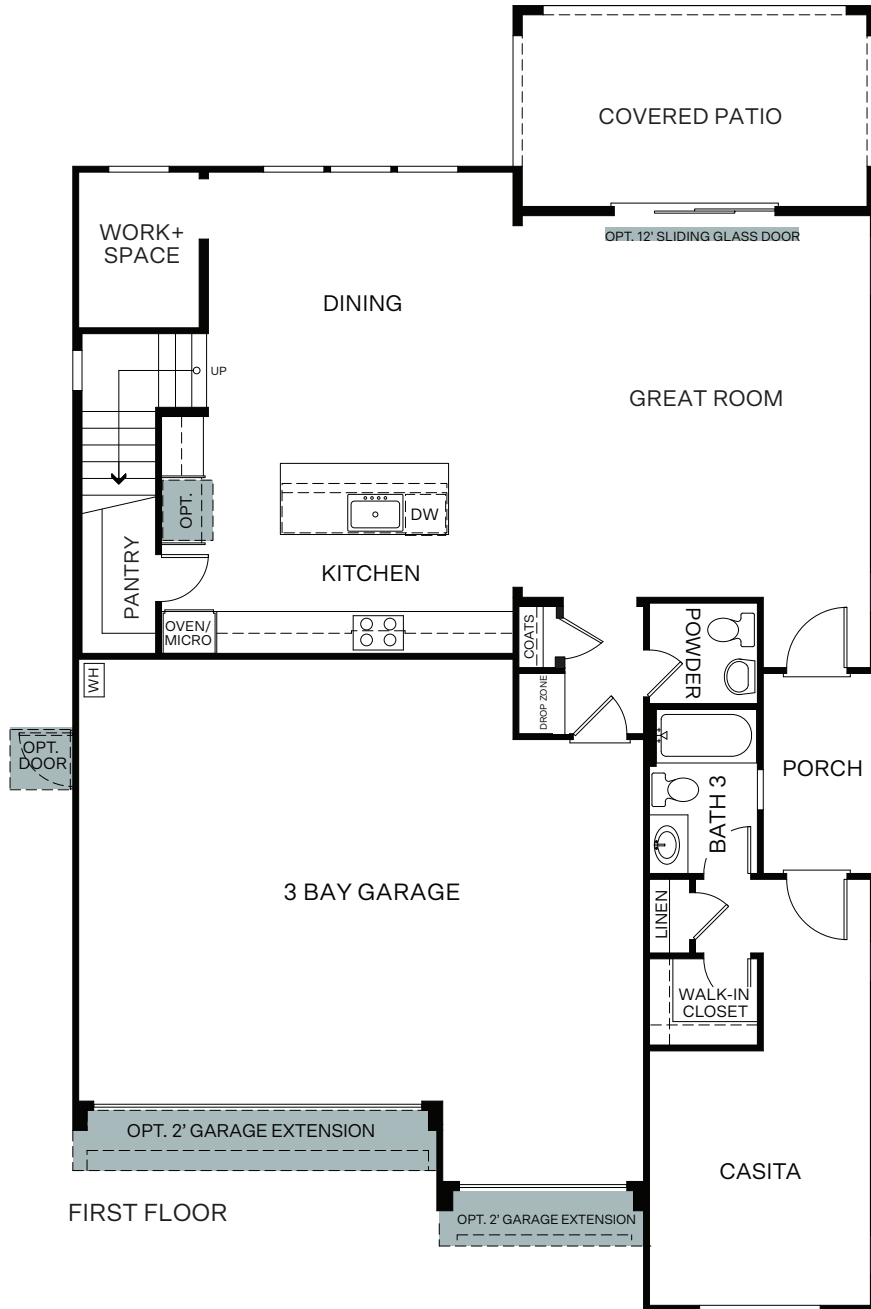 COVERED PATIO
WORK+
SPACE
OPT. 12' SLIDING GLASS DOOR
DINING
UP
GREAT ROOM
OPT.
DW
PANTRY
KITCHEN
OVEN/
MICRO
COATS
POWDER
WH
DROP ZONE
OPT.
DOOR
PORCH
BATH 3
3 BAY GARAGE
LINEN
WALK-IN
CLOSET
OPT. 2' GARAGE EXTENSION
CASITA
FIRST FLOOR
OPT. 2' GARAGE EXTENSION